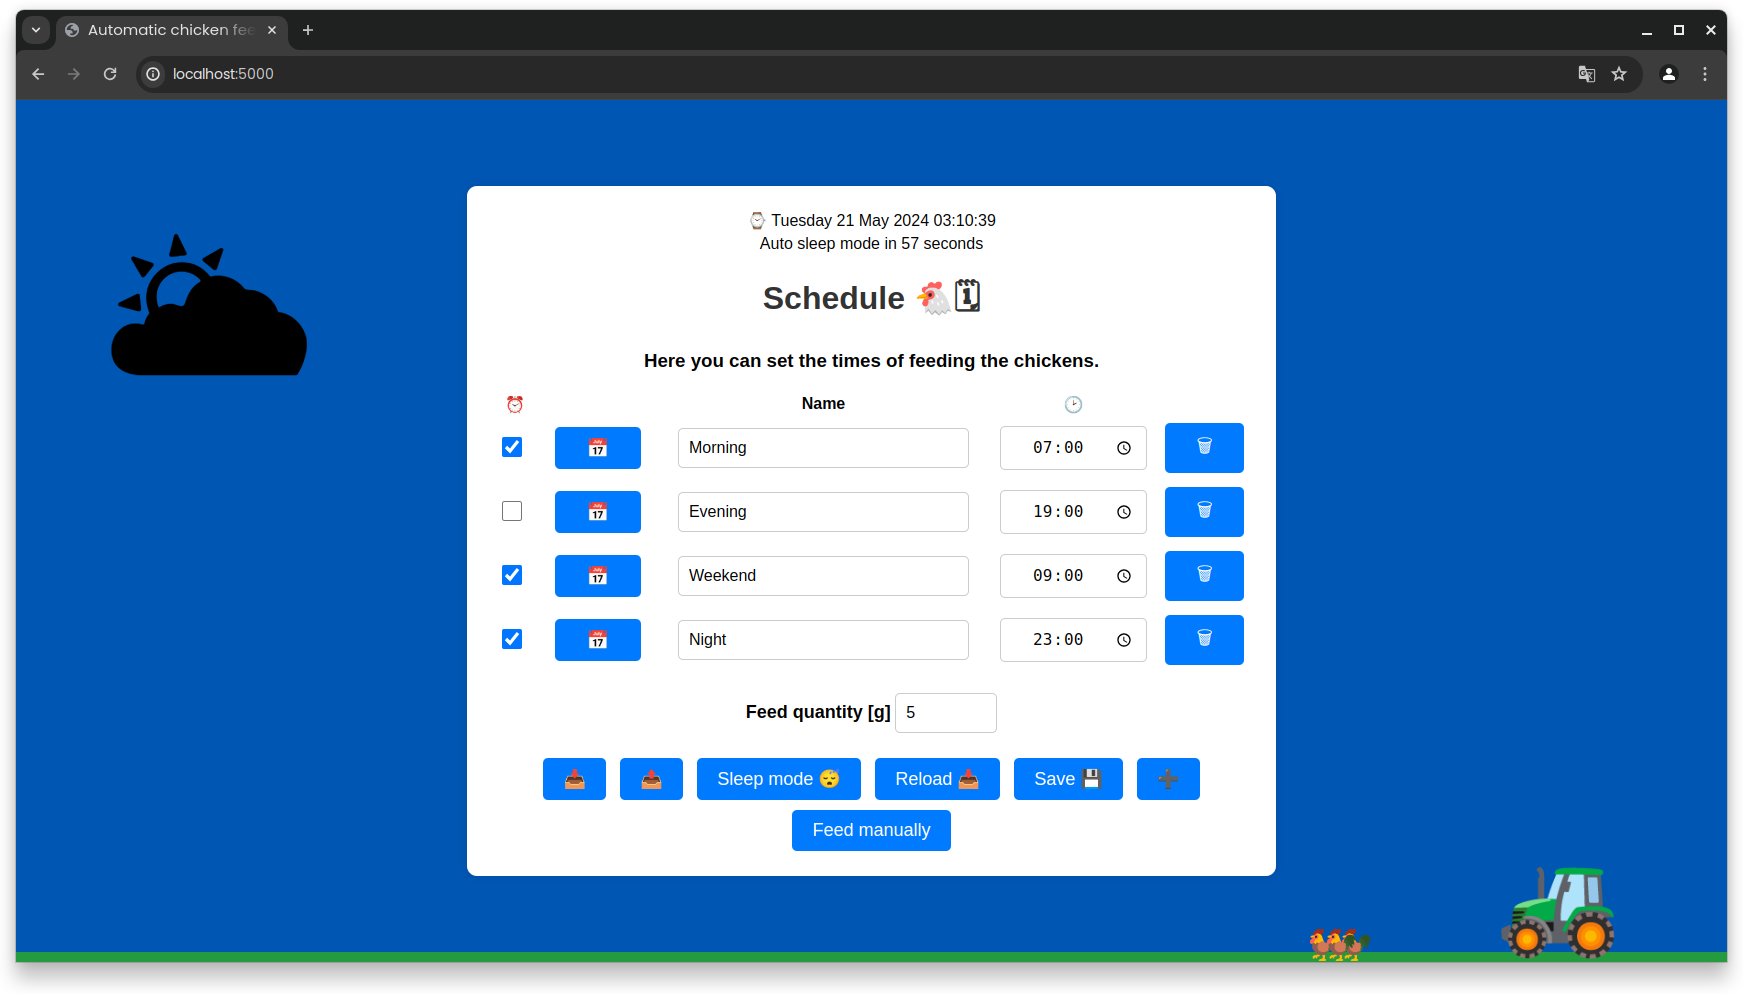 Automatic chicken fee
localhost:5000
Tuesday 21 May 2024 03:10:39
Auto sleep mode in 57 seconds
Schedule
Here you can set the times of feeding the chickens.
Name
Morning 07:00
Evening 19:00
Weekend 09:00
Night 23:00
Feed quantity [g] 5
Sleep mode Reload Save
Feed manually